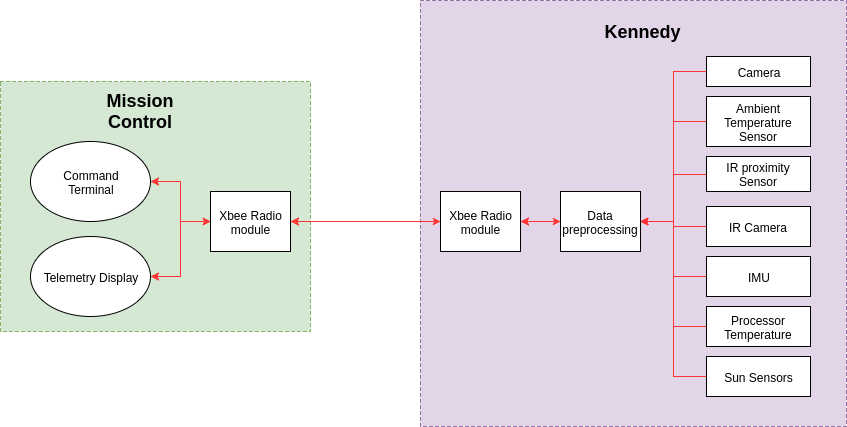 Kennedy
Mission
Control
Command
Terminal
Telemetry Display
Xbee Radio
module
Xbee Radio
module
Data
preprocessing
Camera
Ambient
Temperature
Sensor
IR proximity
Sensor
IR Camera
IMU
Processor
Temperature
Sun Sensors